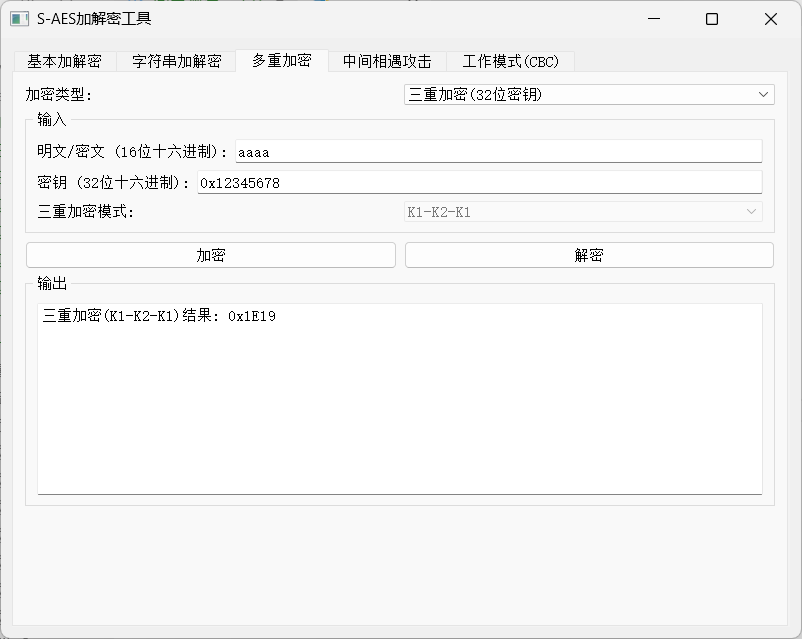 S-AES加解密工具
基本加解密 字符串加解密 多重加密 中间相遇攻击 工作模式(CBC)
加密类型: 三重加密(32位密钥)
输入
明文/密文 (16位十六进制): aaaa
密钥 (32位十六进制): 0x12345678
三重加密模式: K1-K2-K1
加密 解密
输出
三重加密(K1-K2-K1)结果: 0x1E19